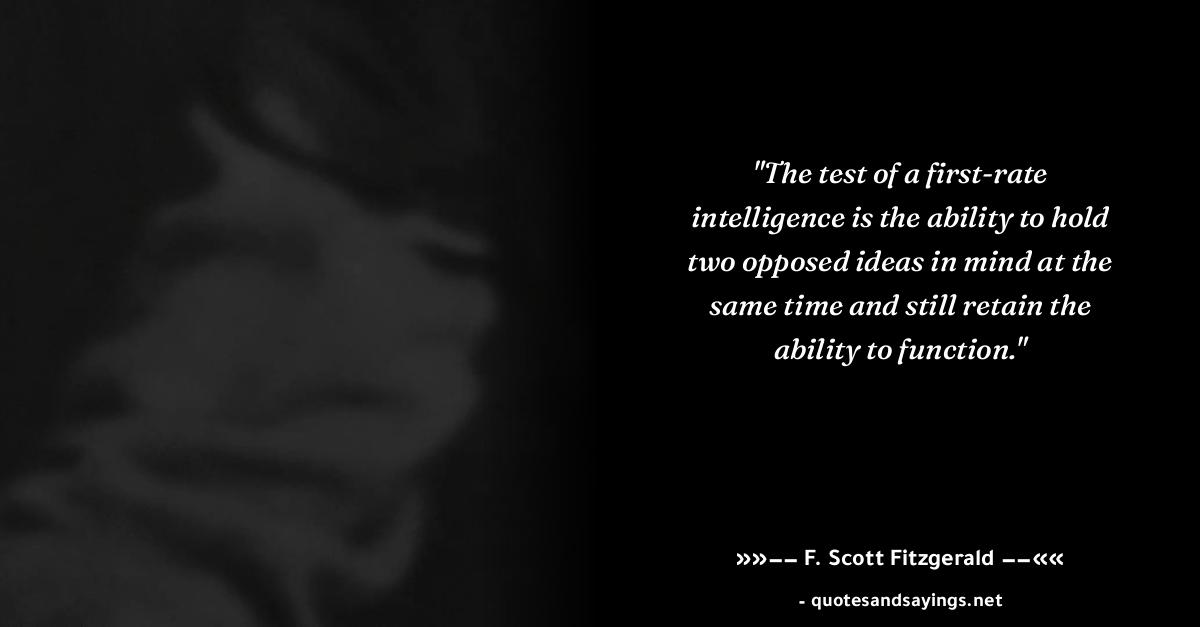 "The test of a first-rate
intelligence is the ability to hold
two opposed ideas in mind at the
same time and still retain the
ability to function."
»»−− F. Scott Fitzgerald −−««
- quotesandsayings.net